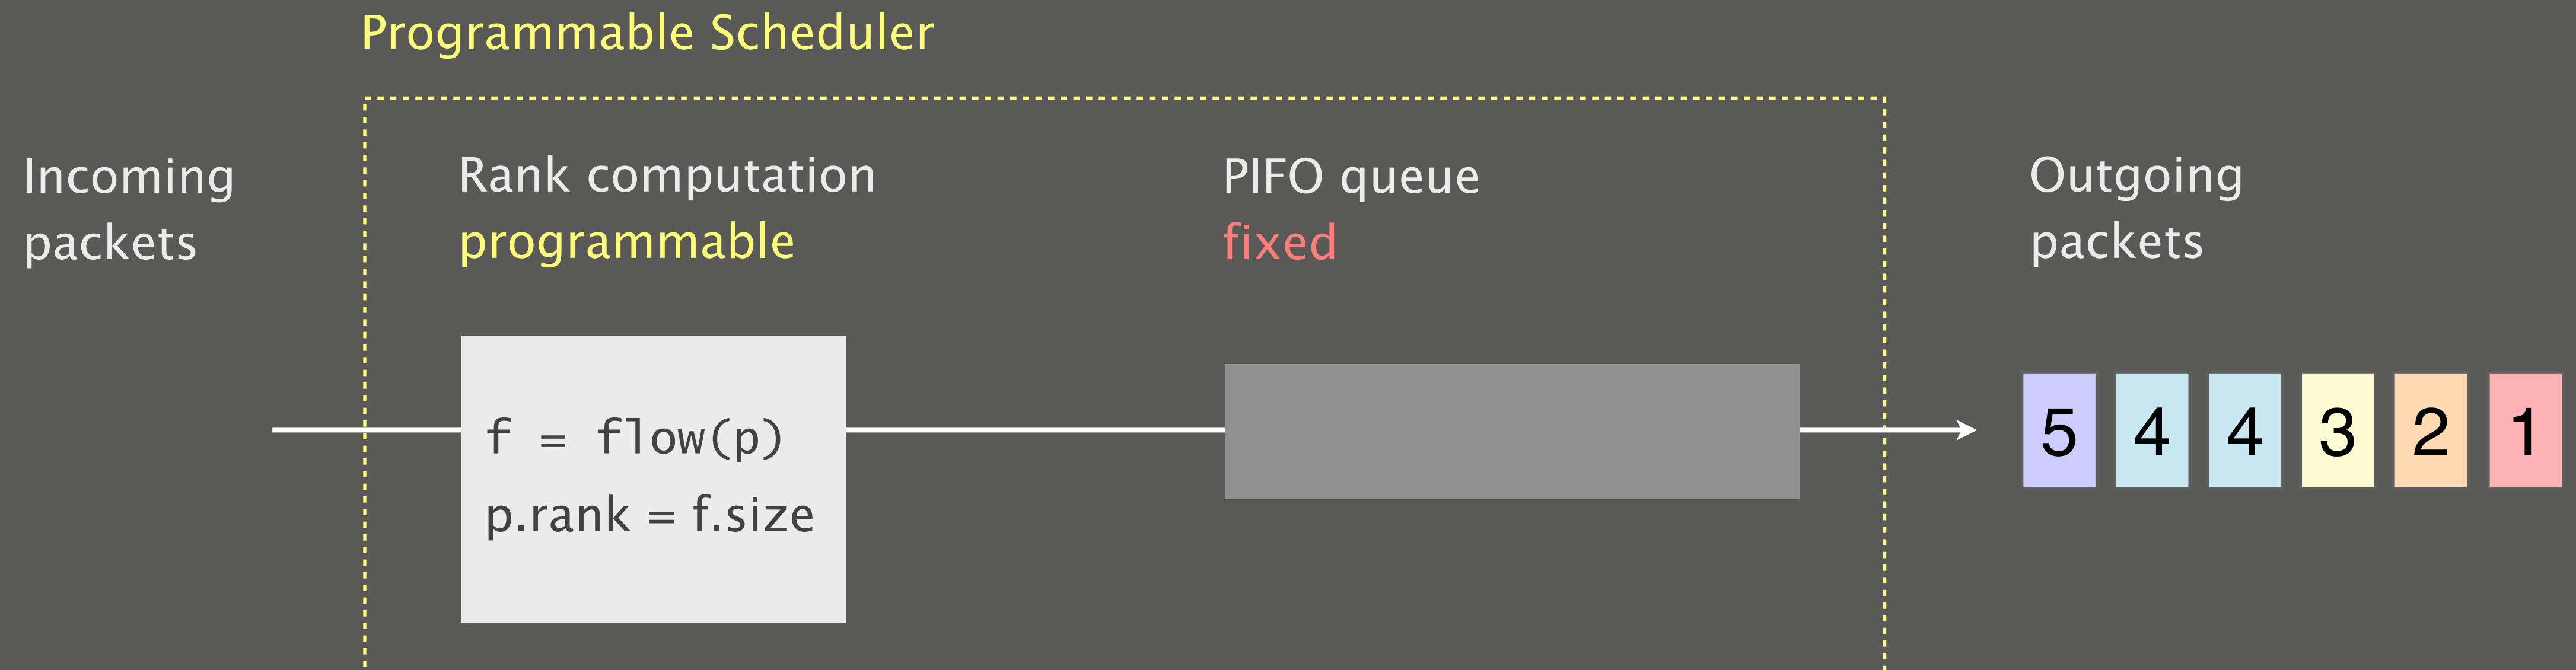 Programmable Scheduler
Incoming
packets
Rank computation
programmable
PIFO queue
fixed
Outgoing
packets
f = flow(p)
p.rank = f.size
5 4 4 3 2 1